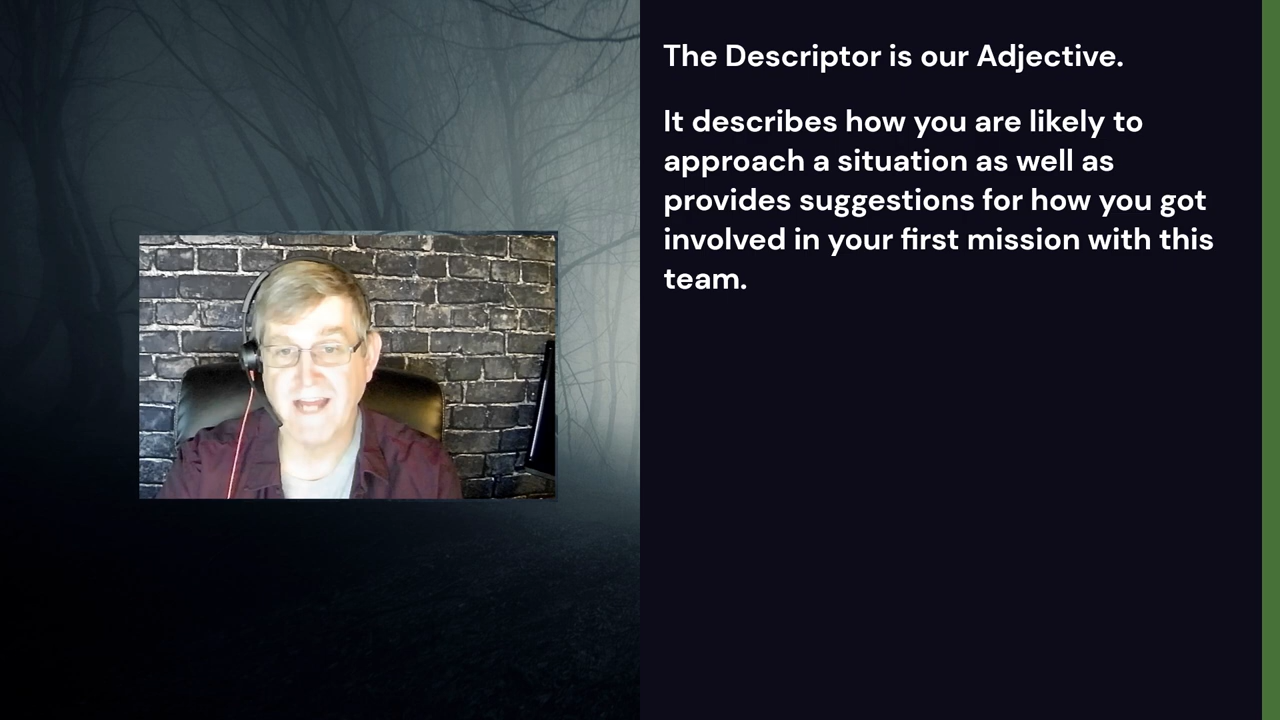 The Descriptor is our Adjective.
It describes how you are likely to
approach a situation as well as
provides suggestions for how you got
involved in your first mission with this
team.